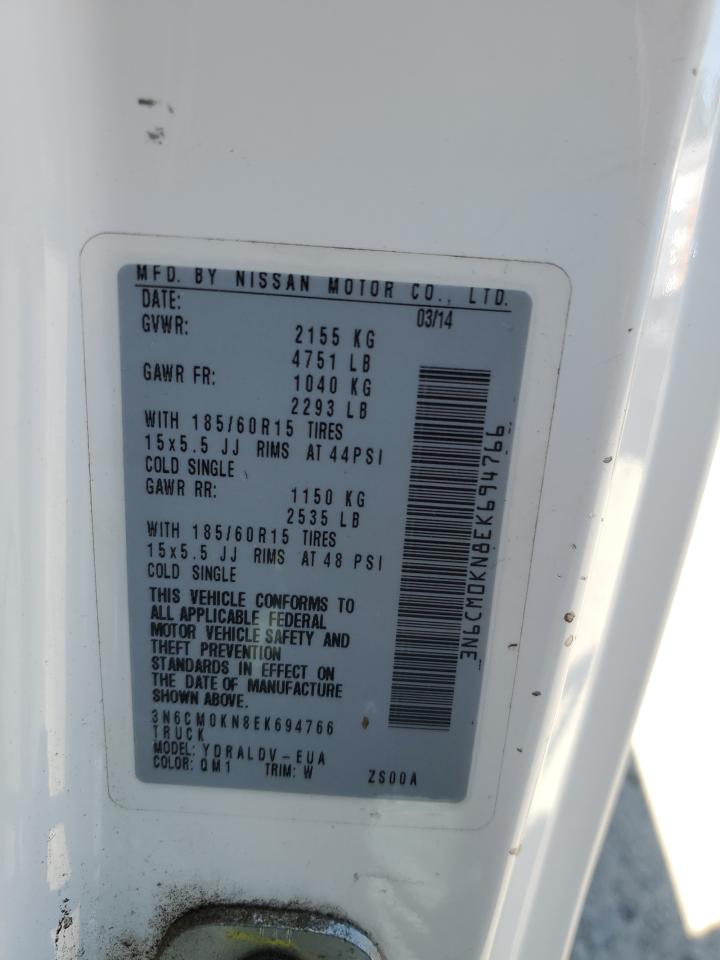 MFD. BY NISSAN MOTOR CO., LTD.
DATE: 03/14
GVWR: 2155 KG
4751 LB
GAWR FR: 1040 KG
2293 LB
WITH 185/60R15 TIRES
15x5.5 JJ RIMS AT 44PSI
COLD SINGLE
GAWR RR: 1150 KG
2535 LB
WITH 185/60R15 TIRES
15x5.5 JJ RIMS AT 48 PSI
COLD SINGLE
THIS VEHICLE CONFORMS TO
ALL APPLICABLE FEDERAL
MOTOR VEHICLE SAFETY AND
THEFT PREVENTION
STANDARDS IN EFFECT ON
THE DATE OF MANUFACTURE
SHOWN ABOVE.
3N6CM0KN8EK694766
TRUCK
MODEL: YDRALDV-EUA
COLOR: QM1 TRIM: W ZS00A
3N6CM0KN8EK694766